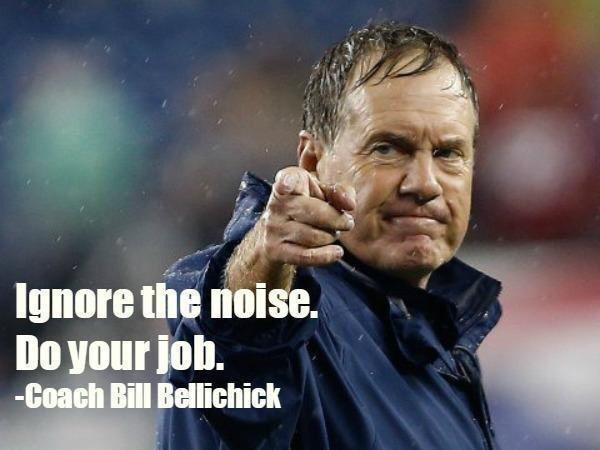 Ignore the noise.
Do your job.
-Coach Bill Bellichick